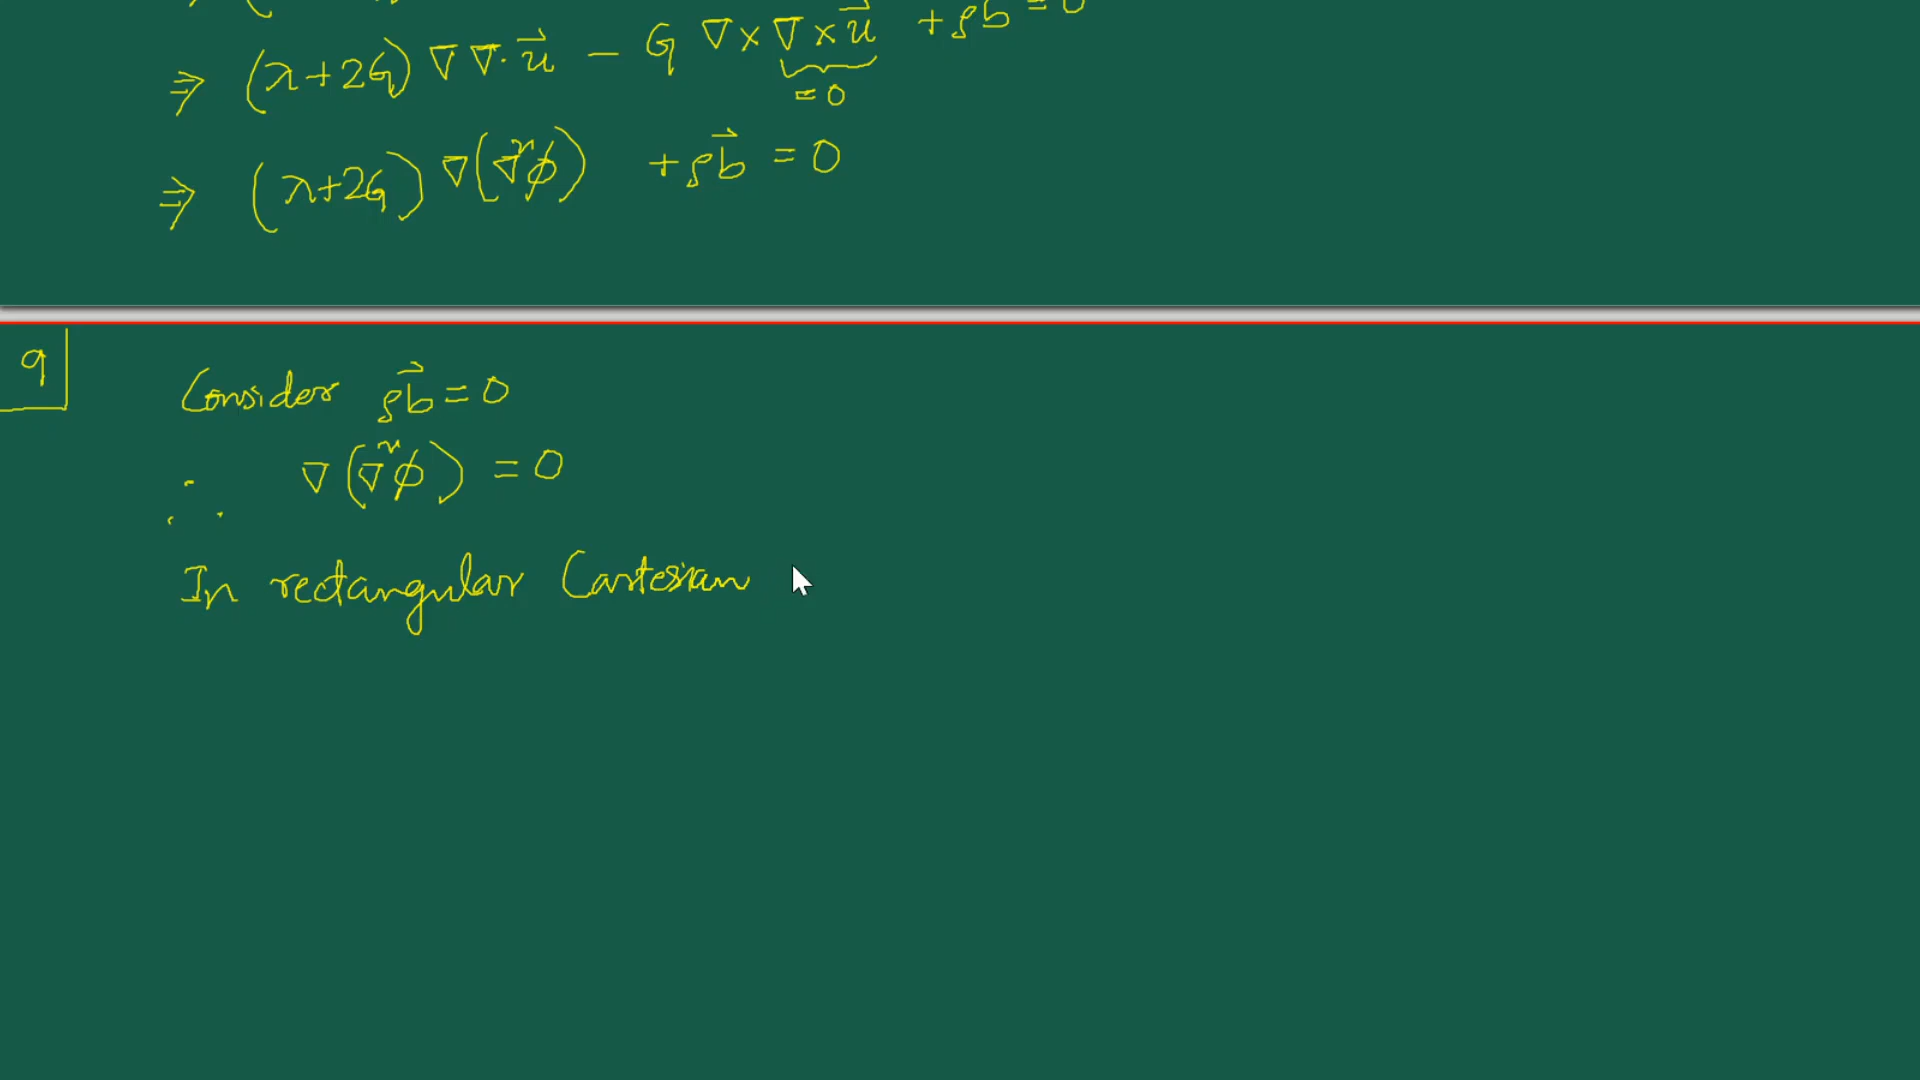 ⇒ (λ+2G) ∇∇·u⃗ − G ∇×∇×u⃗ + ρb = 0
= 0
⇒ (λ+2G) ∇(∇²φ) + ρb⃗ = 0
9
Consider ρb⃗ = 0
∴ ∇(∇²φ) = 0
In rectangular Cartesian